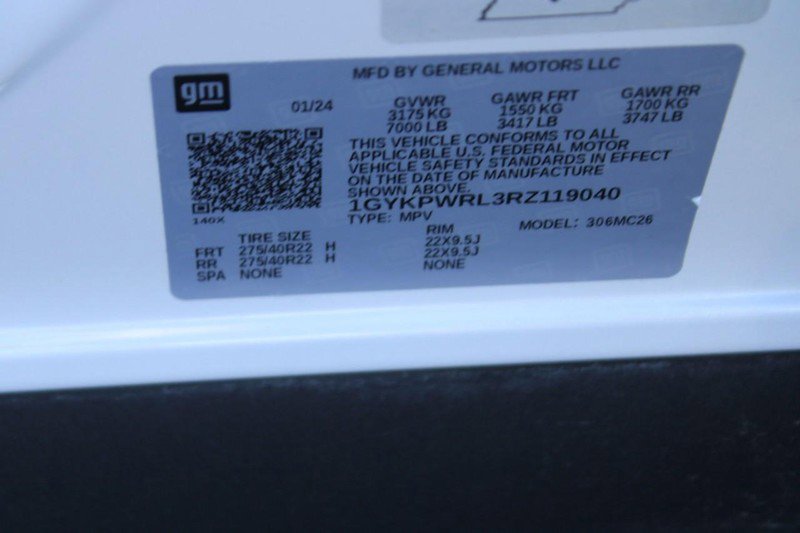 MFD BY GENERAL MOTORS LLC
gm
01/24 GVWR GAWR FRT GAWR RR
3175 KG 1550 KG 1700 KG
7000 LB 3417 LB 3747 LB
THIS VEHICLE CONFORMS TO ALL
APPLICABLE U.S. FEDERAL MOTOR
VEHICLE SAFETY STANDARDS IN EFFECT
ON THE DATE OF MANUFACTURE
SHOWN ABOVE.
1GYKPWRL3RZ119040
140X
TYPE: MPV MODEL: 306MC26
TIRE SIZE RIM
FRT 275/40R22 H 22X9.5J
RR 275/40R22 H 22X9.5J
SPA NONE NONE